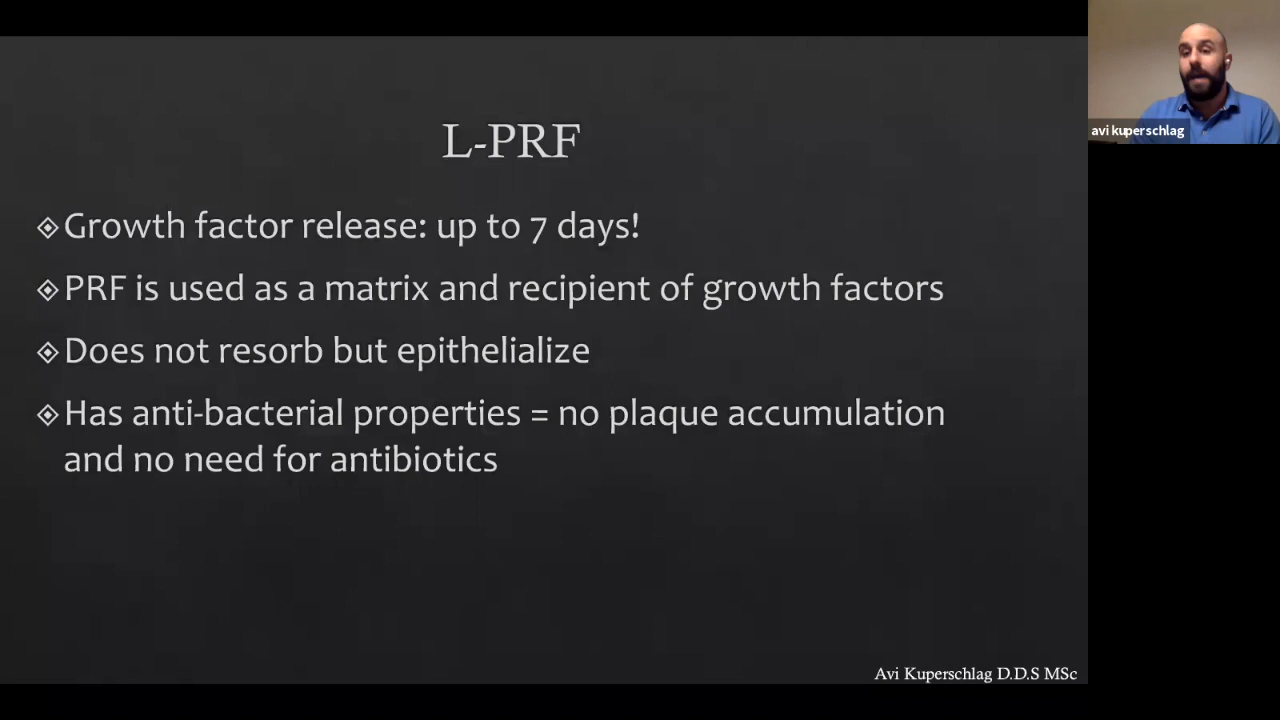 L-PRF
Growth factor release: up to 7 days!
PRF is used as a matrix and recipient of growth factors
Does not resorb but epithelialize
Has anti-bacterial properties = no plaque accumulation
and no need for antibiotics
Avi Kuperschlag D.D.S MSc
avi kuperschlag